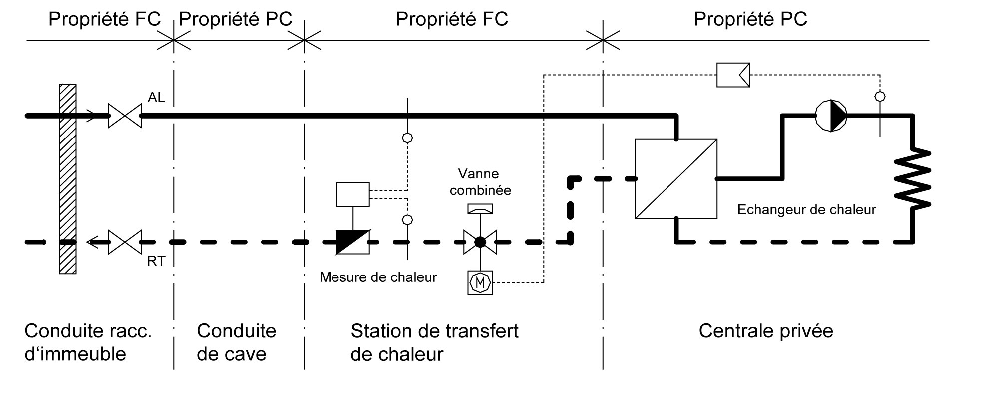 Propriété FC
Propriété PC
Propriété FC
Propriété PC
AL
Vanne
combinée
Echangeur de chaleur
RT
Mesure de chaleur
M
Conduite racc.
d‘immeuble
Conduite
de cave
Station de transfert
de chaleur
Centrale privée